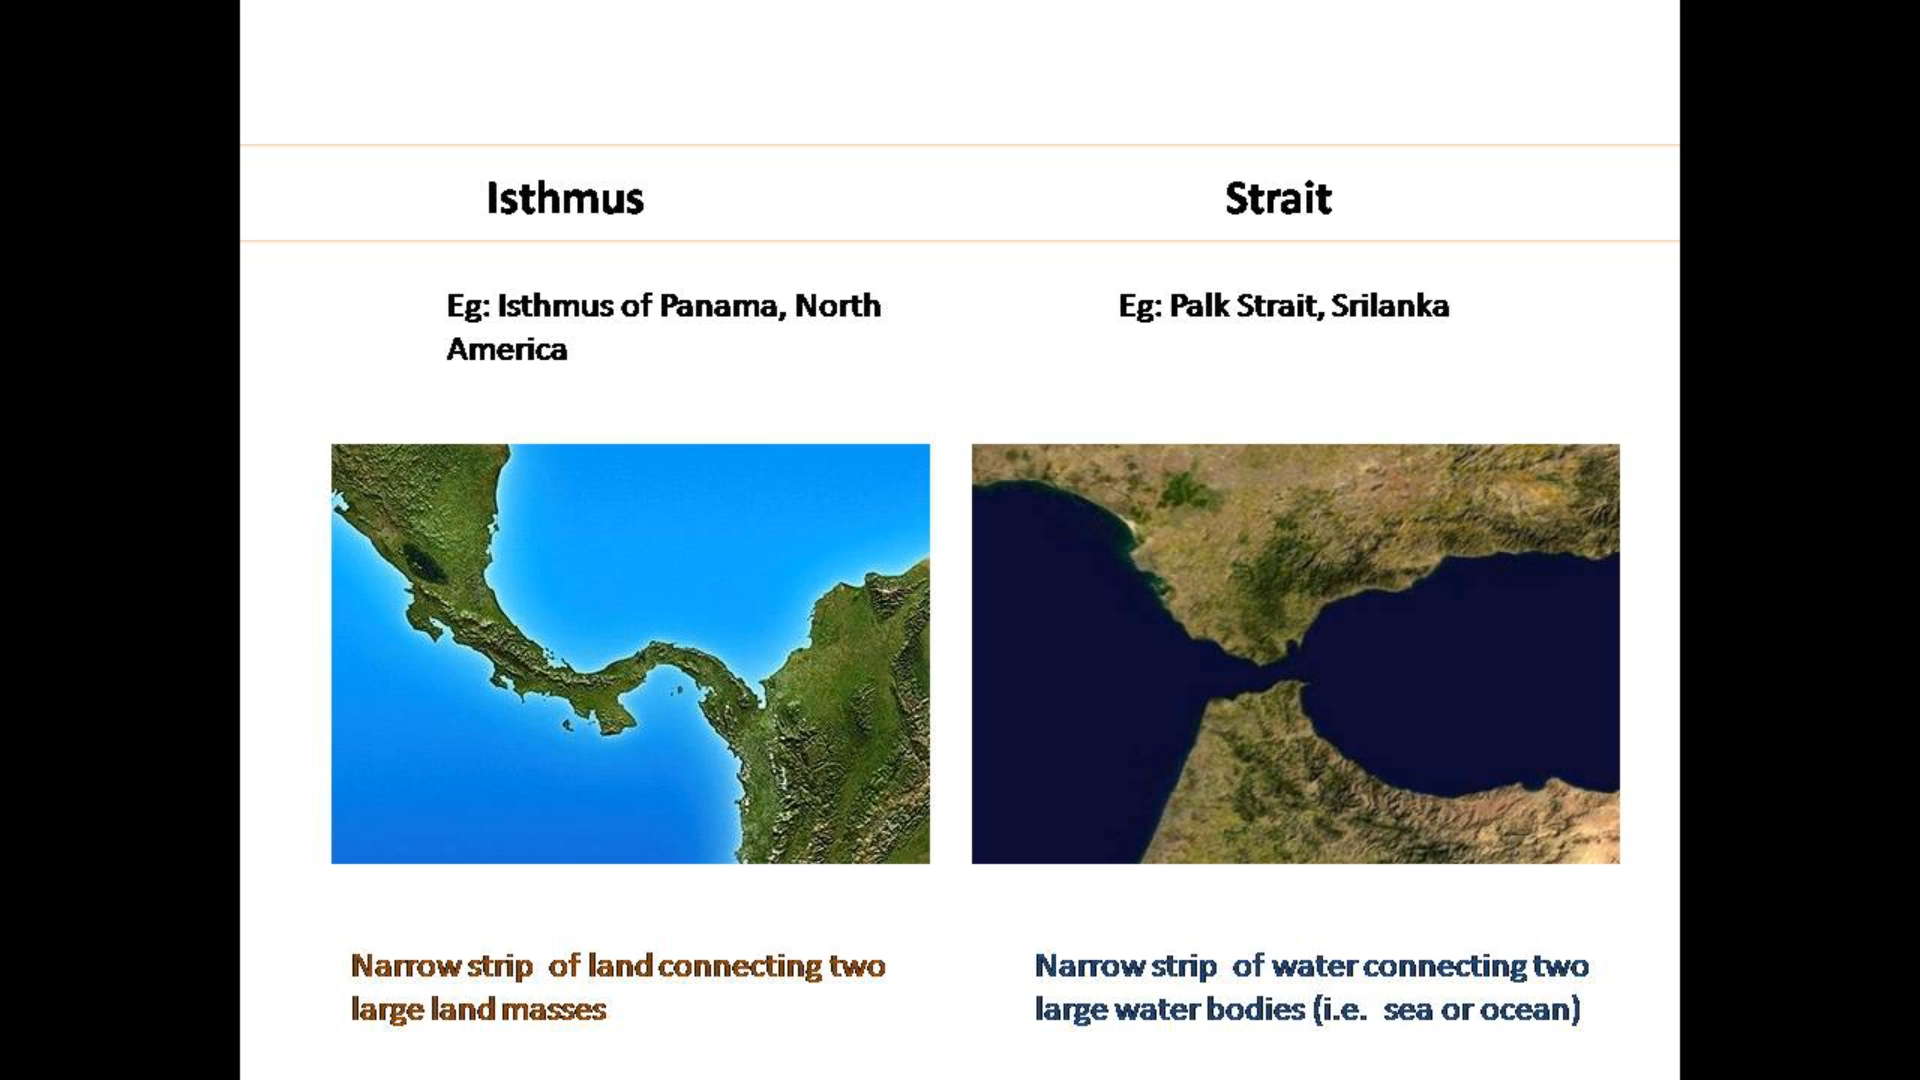 Isthmus
Strait
Eg: Isthmus of Panama, North
America
Eg: Palk Strait, Srilanka
Narrow strip of land connecting two
large land masses
Narrow strip of water connecting two
large water bodies (i.e. sea or ocean)